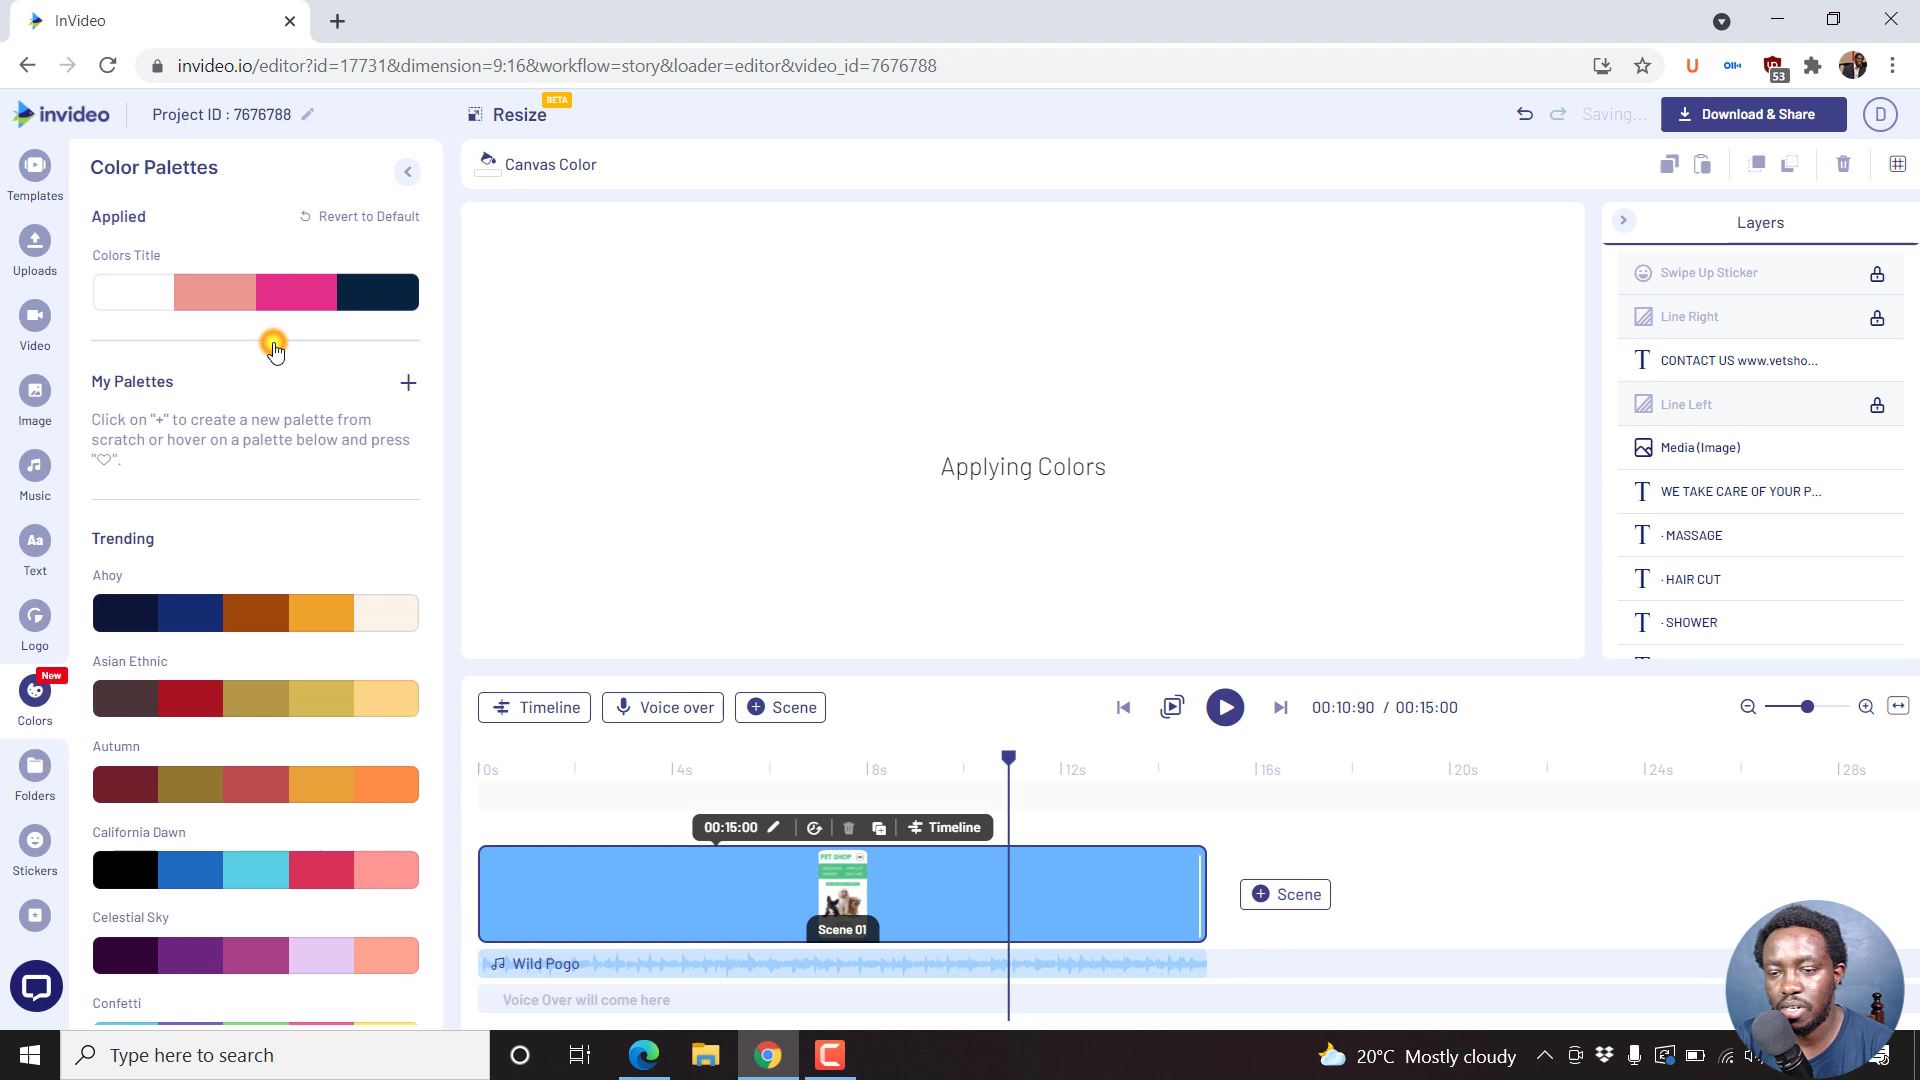 InVideo
invideo.io/editor?id=17731&dimension=9:16&workflow=story&loader=editor&video_id=7676788
U
Olli
53
invideo
Project ID : 7676788
Resize
BETA
Saving...
Download & Share
D
Templates
Uploads
Video
Image
Music
Aa
Text
Logo
New
Colors
Folders
Stickers
Color Palettes
Applied
Revert to Default
Colors Title
My Palettes
Click on "+" to create a new palette from
scratch or hover on a palette below and press
"♡".
Trending
Ahoy
Asian Ethnic
Autumn
California Dawn
Celestial Sky
Confetti
Canvas Color
Applying Colors
Layers
Swipe Up Sticker
Line Right
T CONTACT US www.vetsho...
Line Left
Media(Image)
T WE TAKE CARE OF YOUR P...
T · MASSAGE
T · HAIR CUT
T · SHOWER
Timeline
Voice over
Scene
00:10:90 / 00:15:00
0s
4s
8s
12s
16s
20s
24s
28s
00:15:00
Timeline
PET SHOP
Scene 01
Scene
Wild Pogo
Voice Over will come here
Type here to search
20°C Mostly cloudy